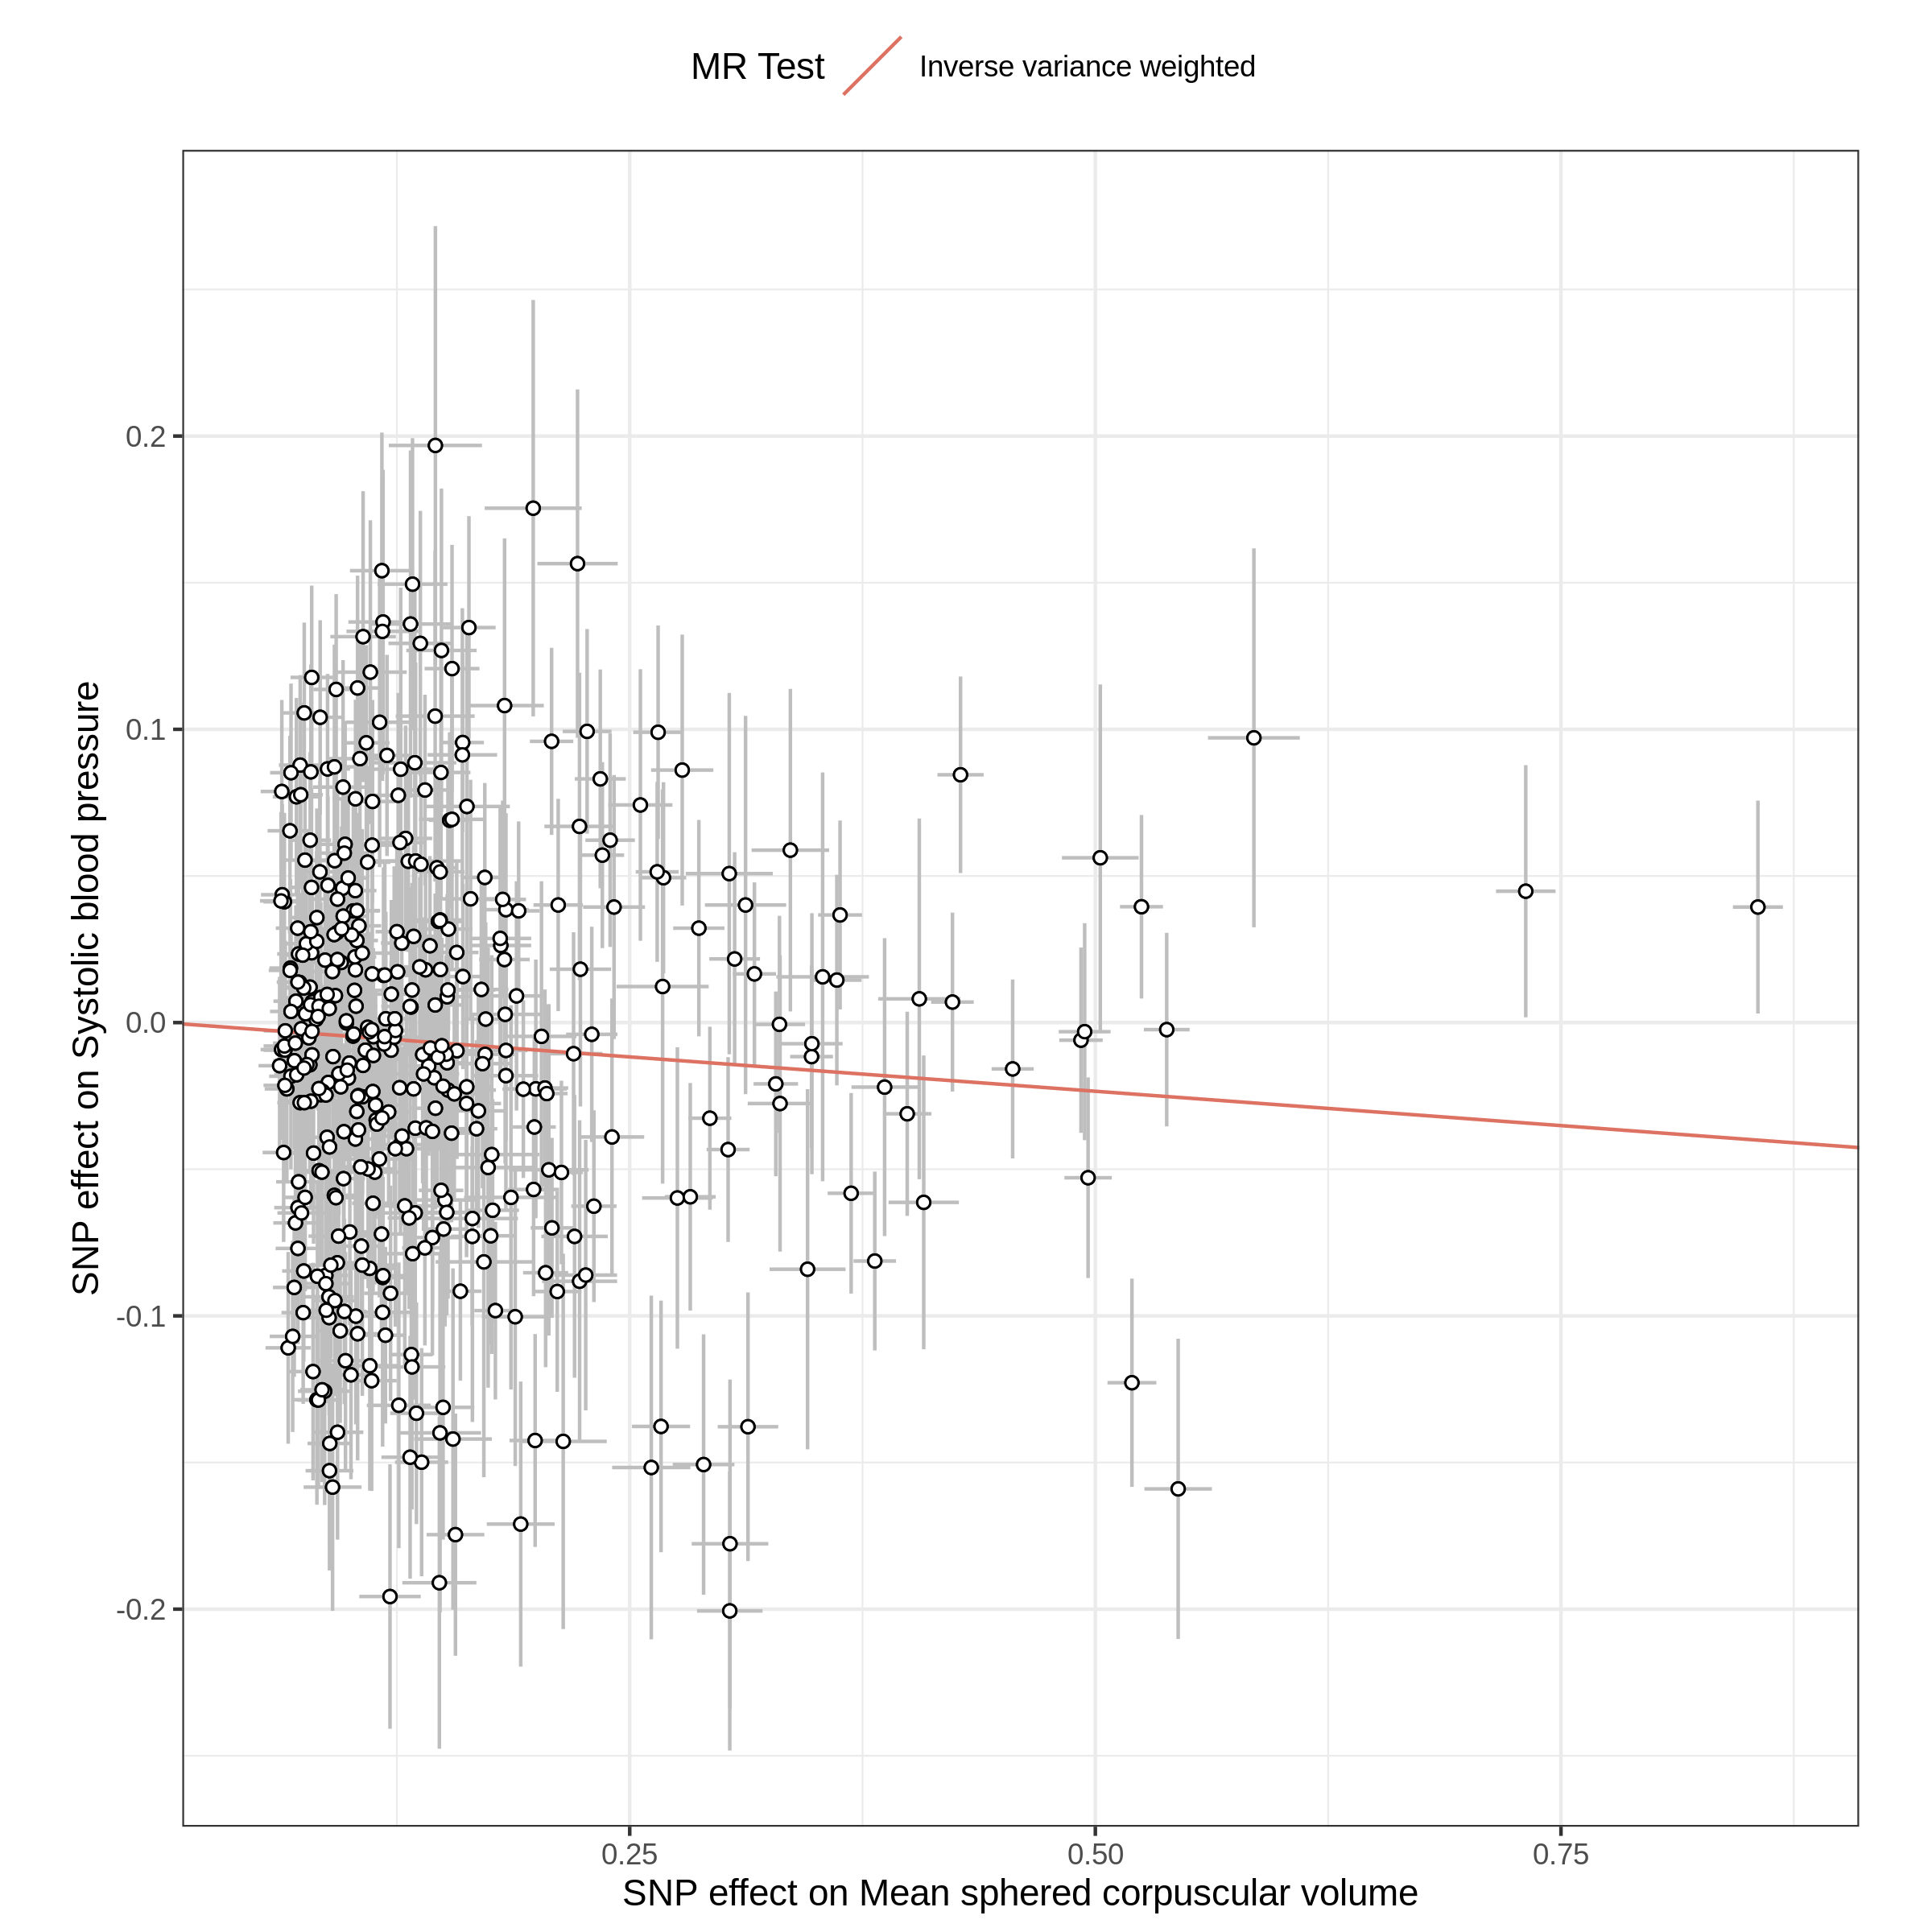 MR Test
Inverse variance weighted
SNP effect on Systolic blood pressure
0.2
0.1
0.0
-0.1
-0.2
0.25
0.50
0.75
SNP effect on Mean sphered corpuscular volume